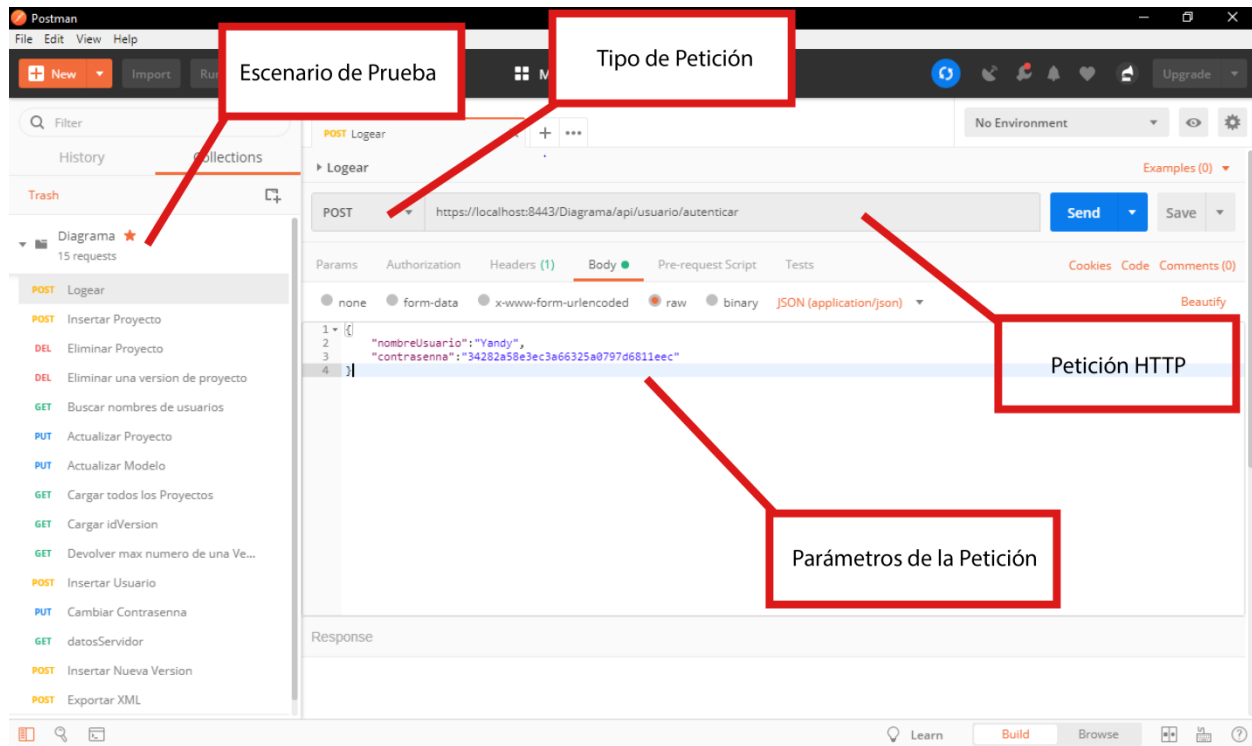 Postman
File Edit View Help
New
Import
Escenario de Prueba
Tipo de Petición
Upgrade
Filter
History
Collections
Trash
Diagrama
15 requests
POST Logear
POST Insertar Proyecto
DEL Eliminar Proyecto
DEL Eliminar una version de proyecto
GET Buscar nombres de usuarios
PUT Actualizar Proyecto
PUT Actualizar Modelo
GET Cargar todos los Proyectos
GET Cargar idVersion
GET Devolver max numero de una Ve...
POST Insertar Usuario
PUT Cambiar Contrasenna
GET datosServidor
POST Insertar Nueva Version
POST Exportar XML
POST Logear
+ •••
No Environment
Logear
Examples (0)
POST
https://localhost:8443/Diagrama/api/usuario/autenticar
Send
Save
Params Authorization Headers (1) Body Pre-request Script Tests
Cookies Code Comments (0)
none form-data x-www-form-urlencoded raw binary JSON (application/json)
Beautify
1 {
2 "nombreUsuario":"Yandy",
3 "contrasenna":"34282a58e3ec3a66325a0797d6811eec"
4 }
Petición HTTP
Parámetros de la Petición
Response
Learn
Build
Browse
?